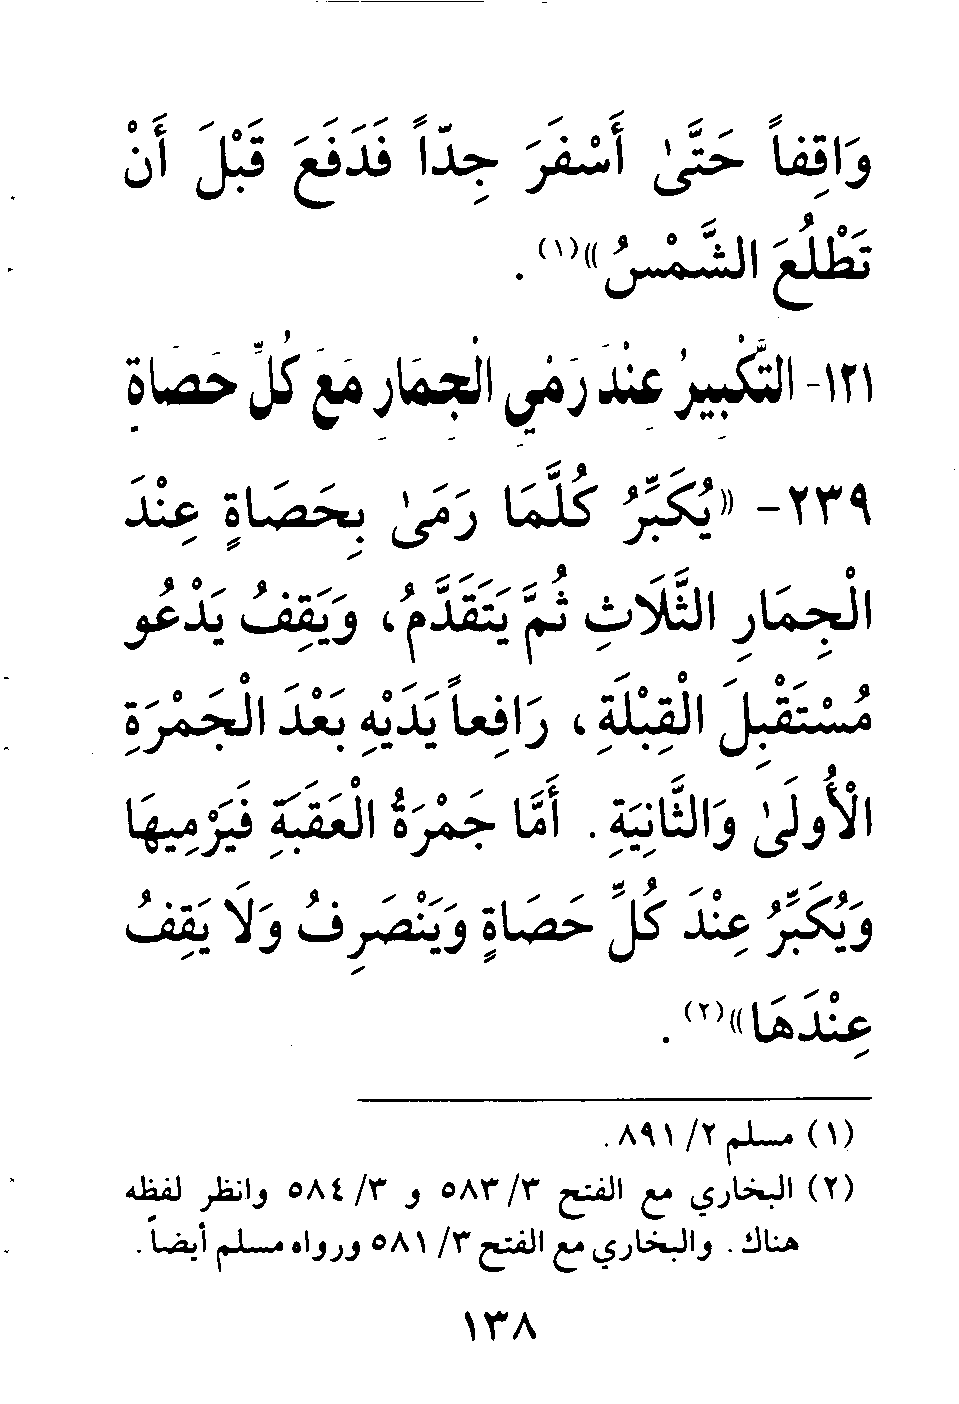 وَاقِفاً حَتَّىٰ أَسْفَرَ جِدّاً فَدَفَعَ قَبْلَ أَنْ
تَطْلُعَ الشَّمْسُ»(١).
١٢١- التَّكْبِيرُ عِنْدَ رَمْيِ الْجِمَارِ مَعَ كُلِّ حَصَاةٍ
٢٣٩- «يُكَبِّرُ كُلَّمَا رَمَىٰ بِحَصَاةٍ عِنْدَ
الْجِمَارِ الثَّلَاثِ ثُمَّ يَتَقَدَّمُ، وَيَقِفُ يَدْعُو
مُسْتَقْبِلَ الْقِبْلَةِ، رَافِعاً يَدَيْهِ بَعْدَ الْجَمْرَةِ
الْأُولَىٰ وَالثَّانِيَةِ. أَمَّا جَمْرَةُ الْعَقَبَةِ فَيَرْمِيهَا
وَيُكَبِّرُ عِنْدَ كُلِّ حَصَاةٍ وَيَنْصَرِفُ وَلَا يَقِفُ
عِنْدَهَا»(٢).
(١) مسلم ٢/ ٨٩١.
(٢) البخاري مع الفتح ٣/ ٥٨٣ و ٣/ ٥٨٤ وانظر لفظه
هناك. والبخاري مع الفتح ٣/ ٥٨١ ورواه مسلم أيضاً.
١٣٨